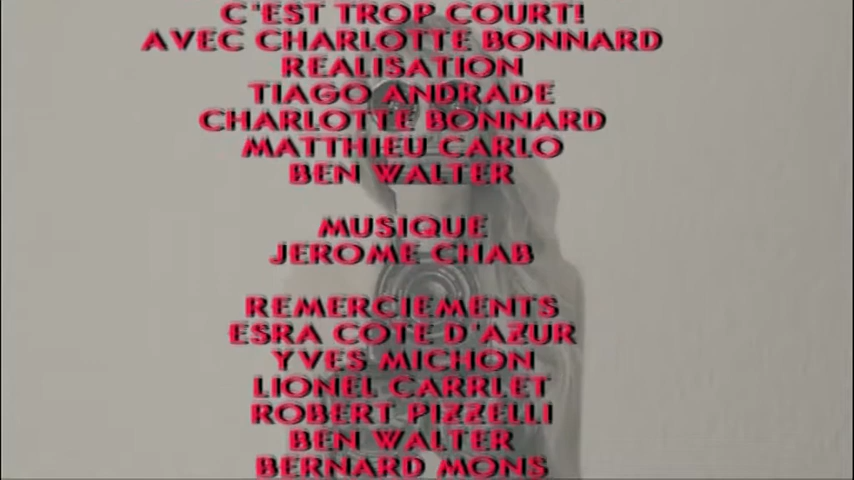 C'EST TROP COURT!
AVEC CHARLOTTE BONNARD
REALISATION
TIAGO ANDRADE
CHARLOTTE BONNARD
MATTHIEU CARLO
BEN WALTER
MUSIQUE
JEROME CHAB
REMERCIEMENTS
ESRA COTE D'AZUR
YVES MICHON
LIONEL CARRLET
ROBERT PIZZELLI
BEN WALTER
BERNARD MONS